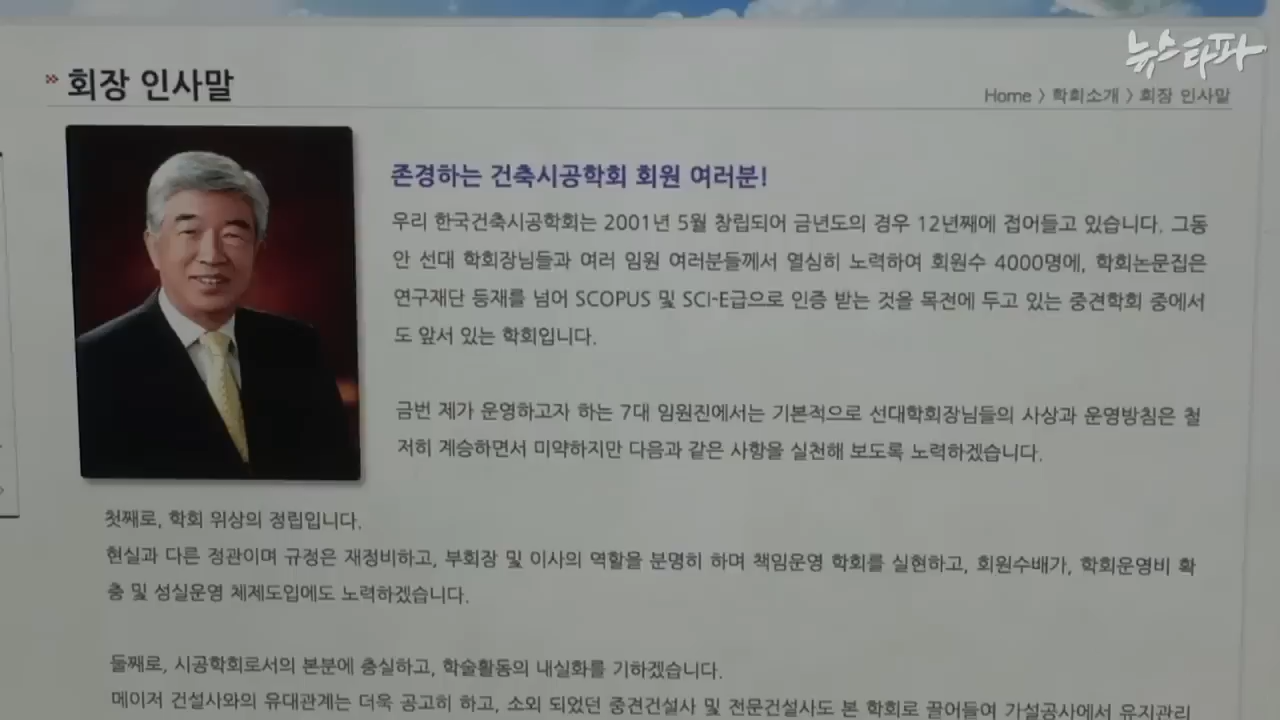 뉴스타파
» 회장 인사말
Home > 학회소개 > 회장 인사말
존경하는 건축시공학회 회원 여러분!
우리 한국건축시공학회는 2001년 5월 창립되어 금년도의 경우 12년째에 접어들고 있습니다. 그동
안 선대 학회장님들과 여러 임원 여러분들께서 열심히 노력하여 회원수 4000명에, 학회논문집은
연구재단 등재를 넘어 SCOPUS 및 SCI-E급으로 인증 받는 것을 목전에 두고 있는 중견학회 중에서
도 앞서 있는 학회입니다.
금번 제가 운영하고자 하는 7대 임원진에서는 기본적으로 선대학회장님들의 사상과 운영방침은 철
저히 계승하면서 미약하지만 다음과 같은 사항을 실천해 보도록 노력하겠습니다.
첫째로, 학회 위상의 정립입니다.
현실과 다른 정관이며 규정은 재정비하고, 부회장 및 이사의 역할을 분명히 하며 책임운영 학회를 실현하고, 회원수배가, 학회운영비 확
충 및 성실운영 체제도입에도 노력하겠습니다.
둘째로, 시공학회로서의 본분에 충실하고, 학술활동의 내실화를 기하겠습니다.
메이저 건설사와의 유대관계는 더욱 공고히 하고, 소외 되었던 중견건설사 및 전문건설사도 본 학회로 끌어들여 가설공사에서 유지관리